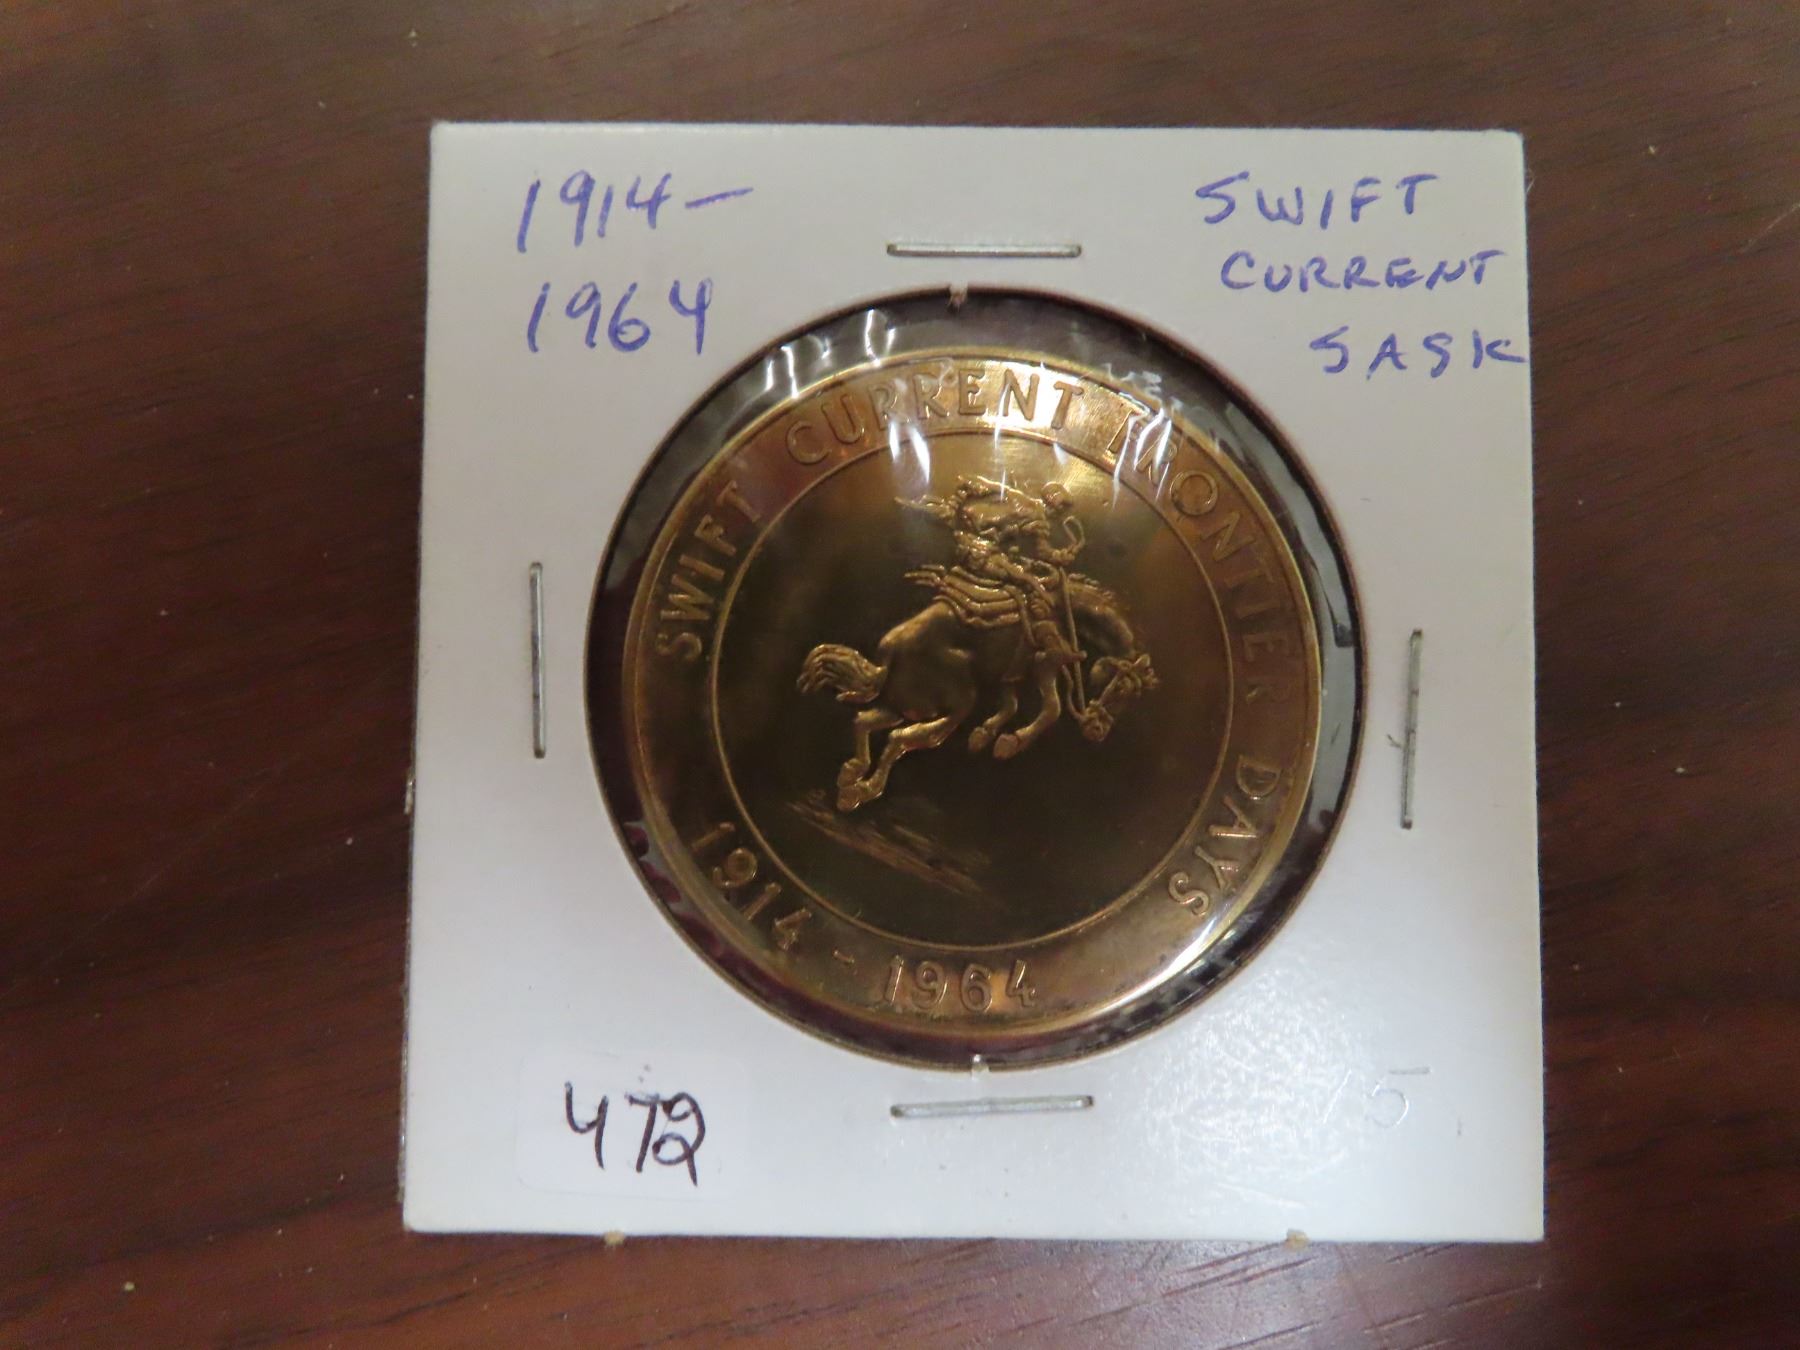 1914-
1964
SWIFT
CURRENT
SASK
SWIFT CURRENT FRONTIER DAYS
1914 - 1964
472